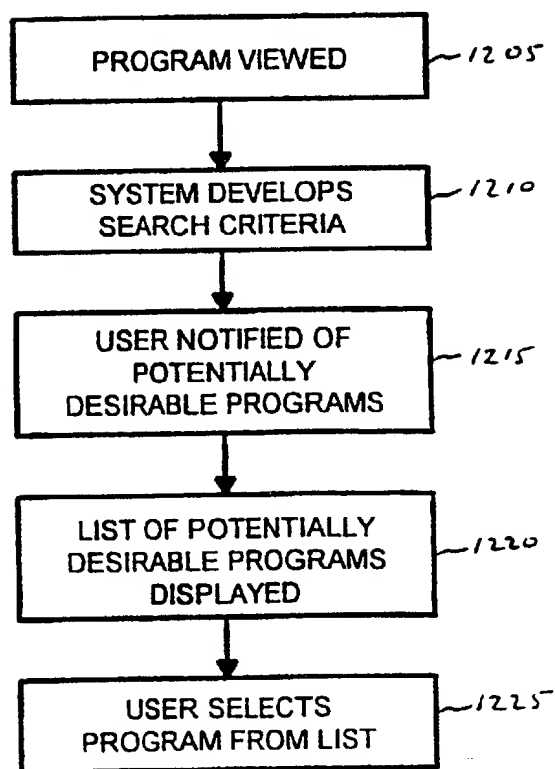 PROGRAM VIEWED
1205
SYSTEM DEVELOPS
SEARCH CRITERIA
1210
USER NOTIFIED OF
POTENTIALLY
DESIRABLE PROGRAMS
1215
LIST OF POTENTIALLY
DESIRABLE PROGRAMS
DISPLAYED
1220
USER SELECTS
PROGRAM FROM LIST
1225